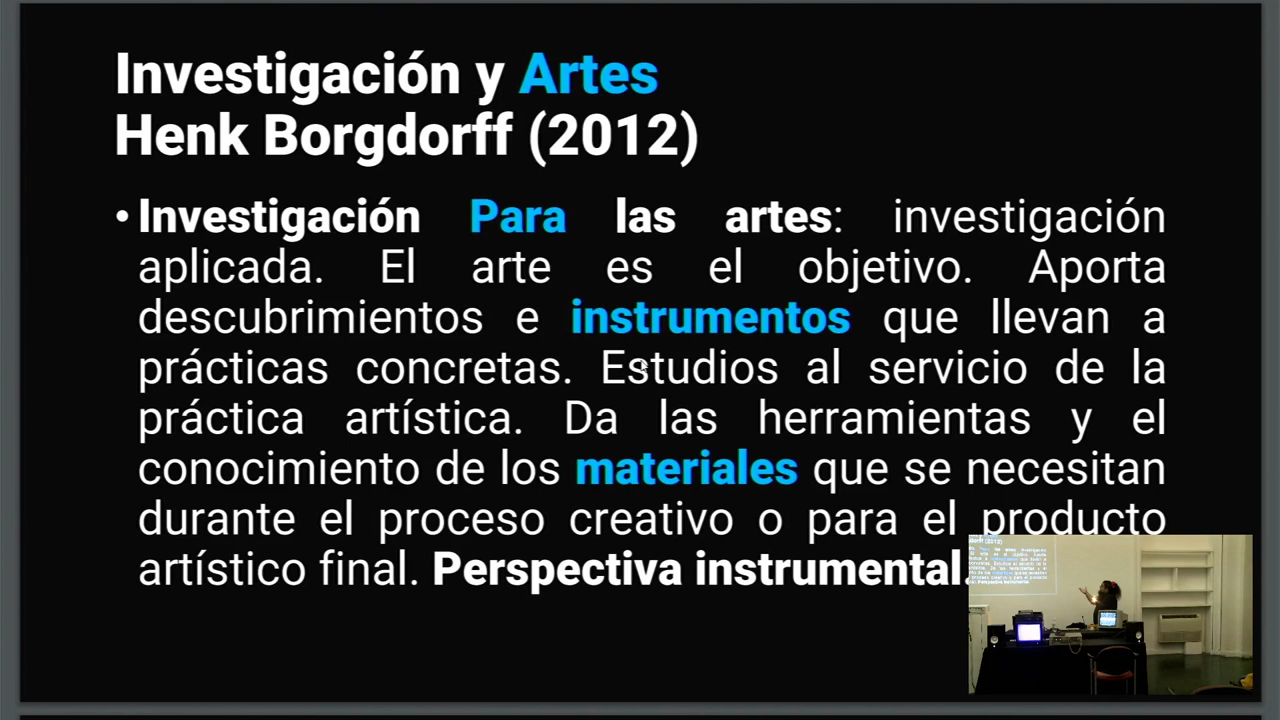 Investigación y Artes
Henk Borgdorff (2012)
• Investigación Para las artes: investigación
aplicada. El arte es el objetivo. Aporta
descubrimientos e instrumentos que llevan a
prácticas concretas. Estudios al servicio de la
práctica artística. Da las herramientas y el
conocimiento de los materiales que se necesitan
durante el proceso creativo o para el producto
artístico final. Perspectiva instrumental.